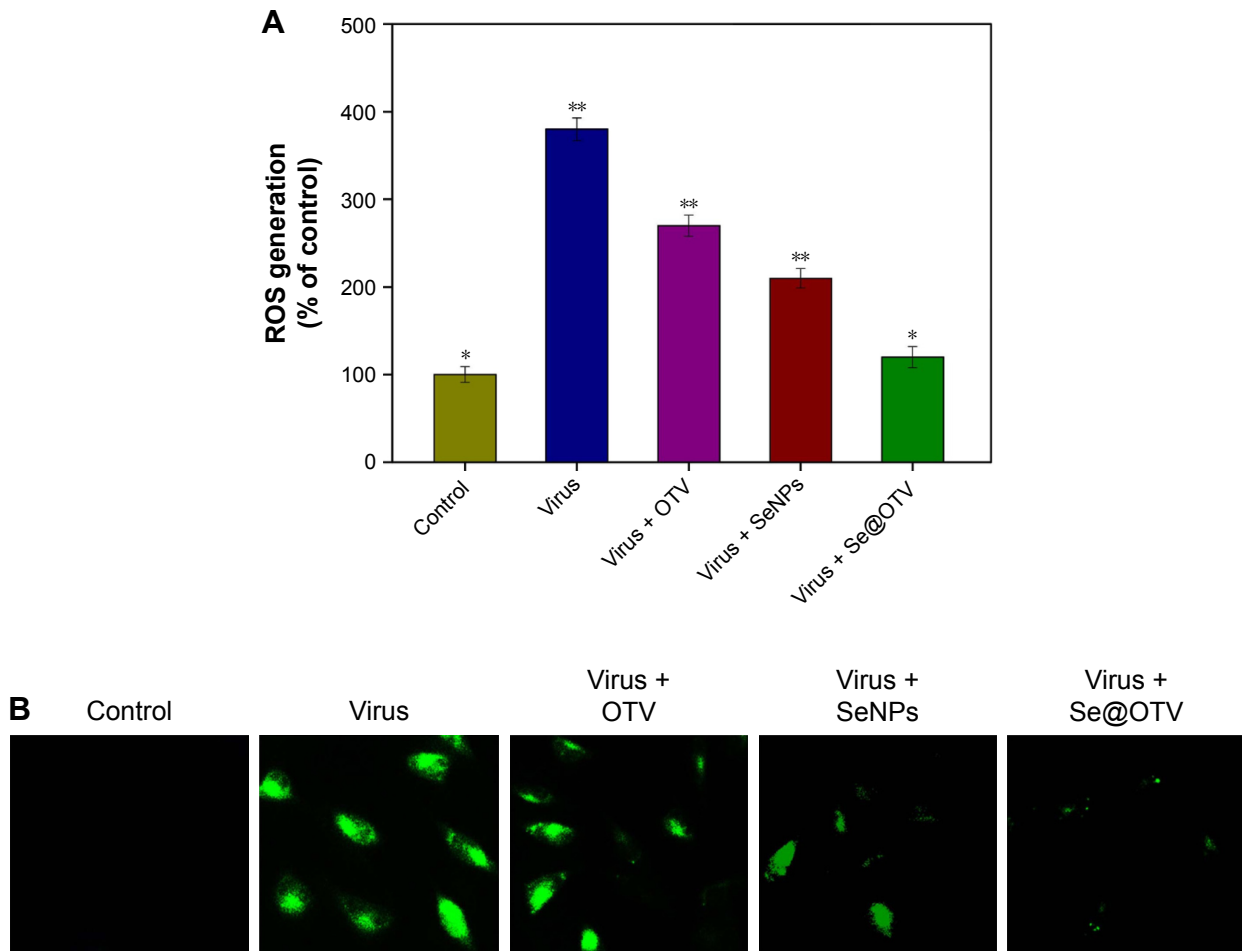 A
ROS generation
(% of control)
500
400
300
200
100
0
*
**
**
**
*
Control
Virus
Virus + OTV
Virus + SeNPs
Virus + Se@OTV
B
Control
Virus
Virus +
OTV
Virus +
SeNPs
Virus +
Se@OTV